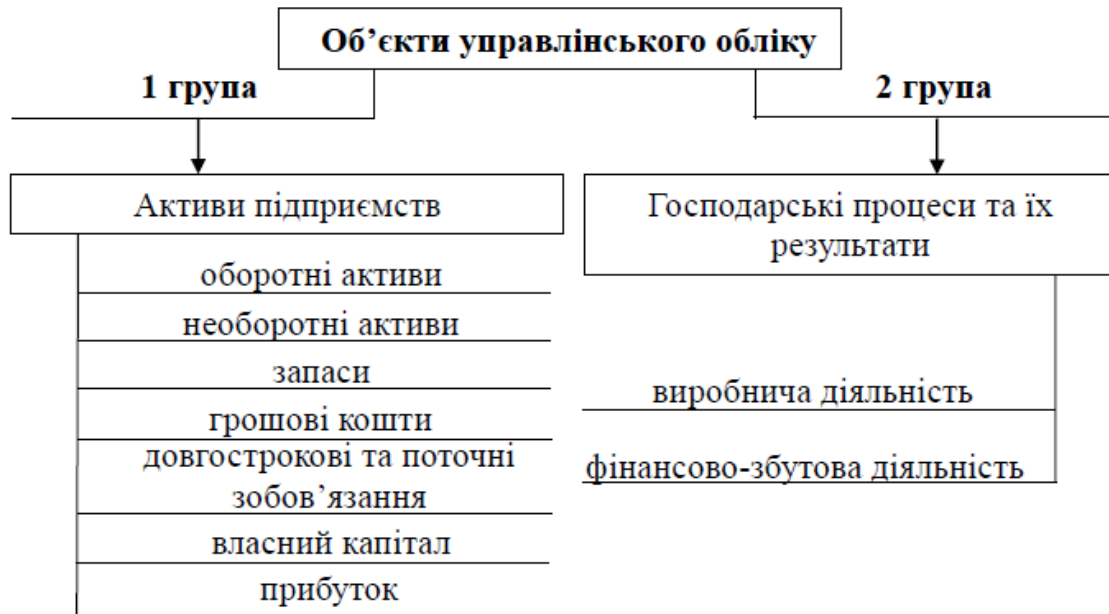 Об’єкти управлінського обліку
1 група
2 група
Активи підприємств
оборотні активи
необоротні активи
запаси
грошові кошти
довгострокові та поточні
зобов’язання
власний капітал
прибуток
Господарські процеси та їх
результати
виробнича діяльність
фінансово-збутова діяльність